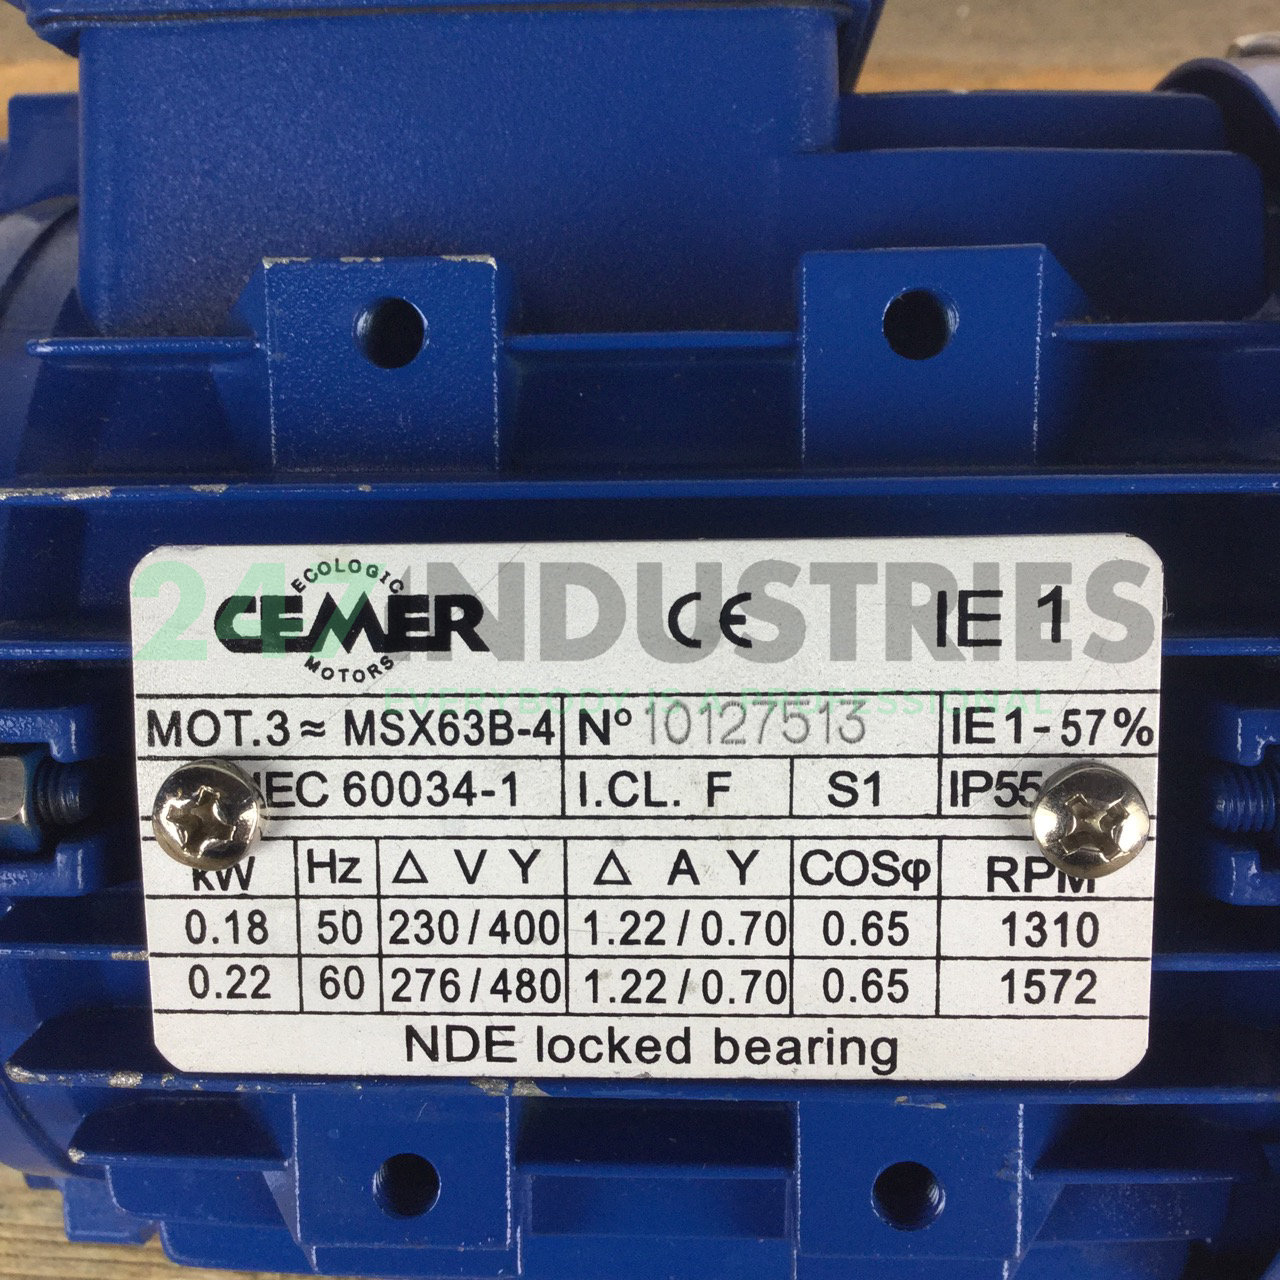 247INDUSTRIES
EVERYBODY IS A PROFESSIONAL
ECOLOGIC
CEMER
MOTORS
CE IE 1
MOT.3 ≈ MSX63B-4 Nº 10127513 IE1-57%
IEC 60034-1 I.CL. F S1 IP55
kW Hz Δ V Y Δ A Y COSφ RPM
0.18 50 230/400 1.22/0.70 0.65 1310
0.22 60 276/480 1.22/0.70 0.65 1572
NDE locked bearing